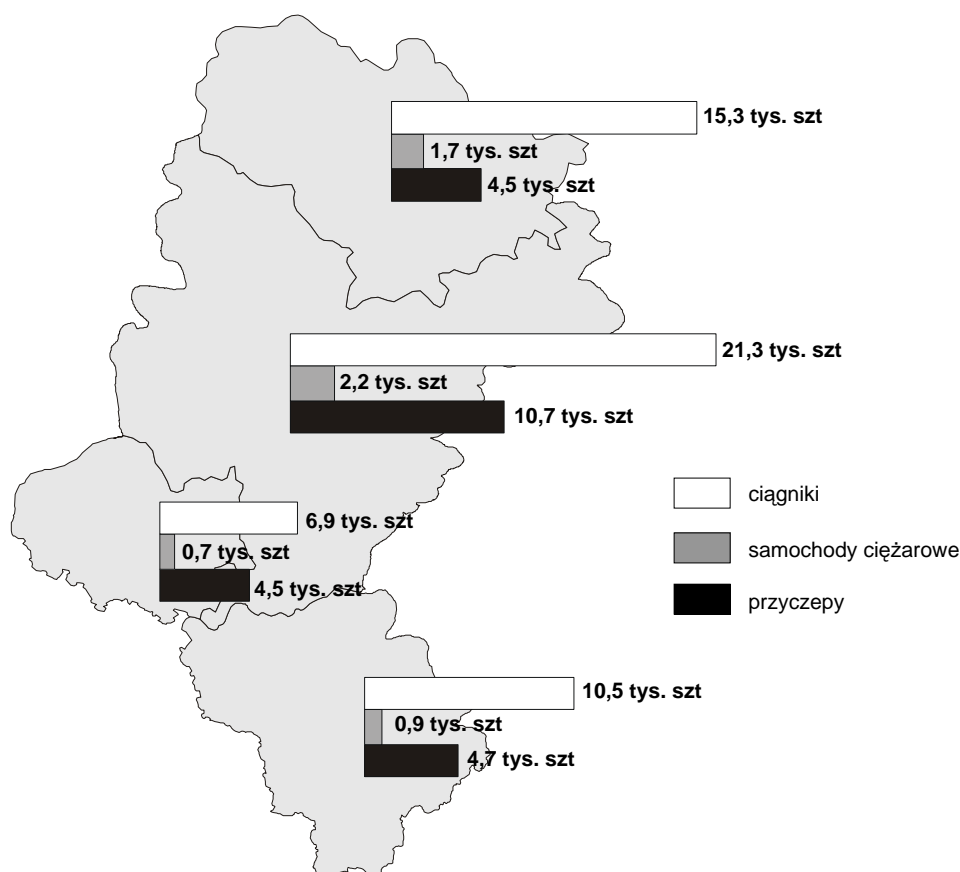 15,3 tys. szt
1,7 tys. szt
4,5 tys. szt
21,3 tys. szt
2,2 tys. szt
10,7 tys. szt
ciągniki
6,9 tys. szt
0,7 tys. szt
samochody ciężarowe
4,5 tys. szt
przyczepy
10,5 tys. szt
0,9 tys. szt
4,7 tys. szt